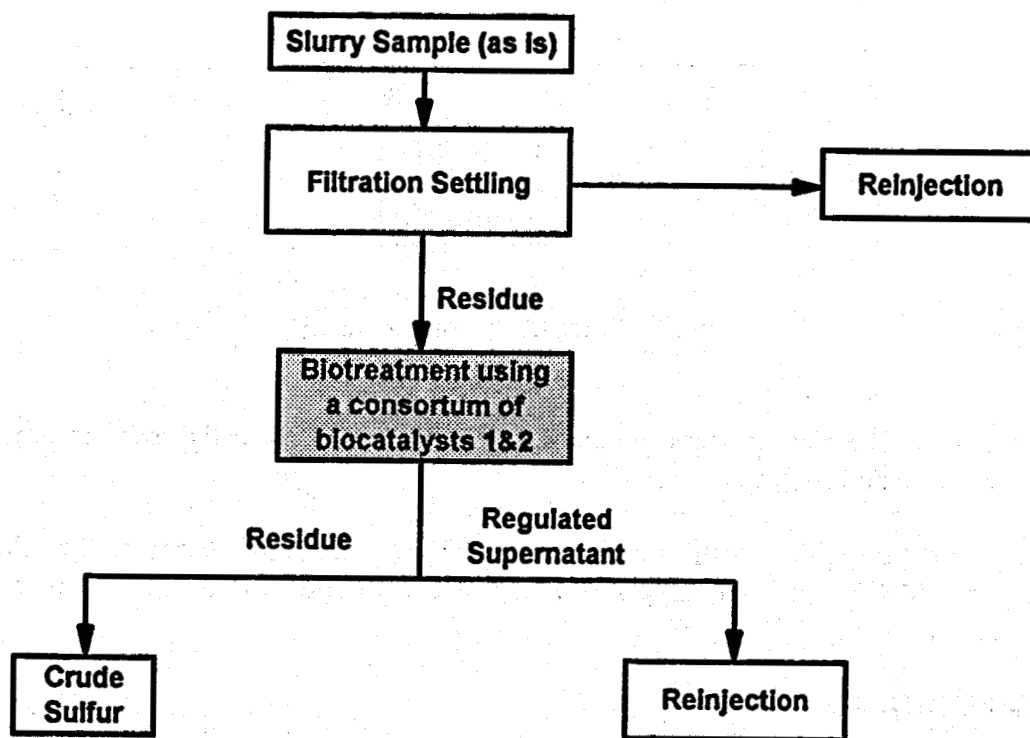 Slurry Sample (as is)
Filtration Settling
Reinjection
Residue
Biotreatment using
a consortum of
biocatalysts 1&2
Residue
Regulated
Supernatant
Crude
Sulfur
Reinjection